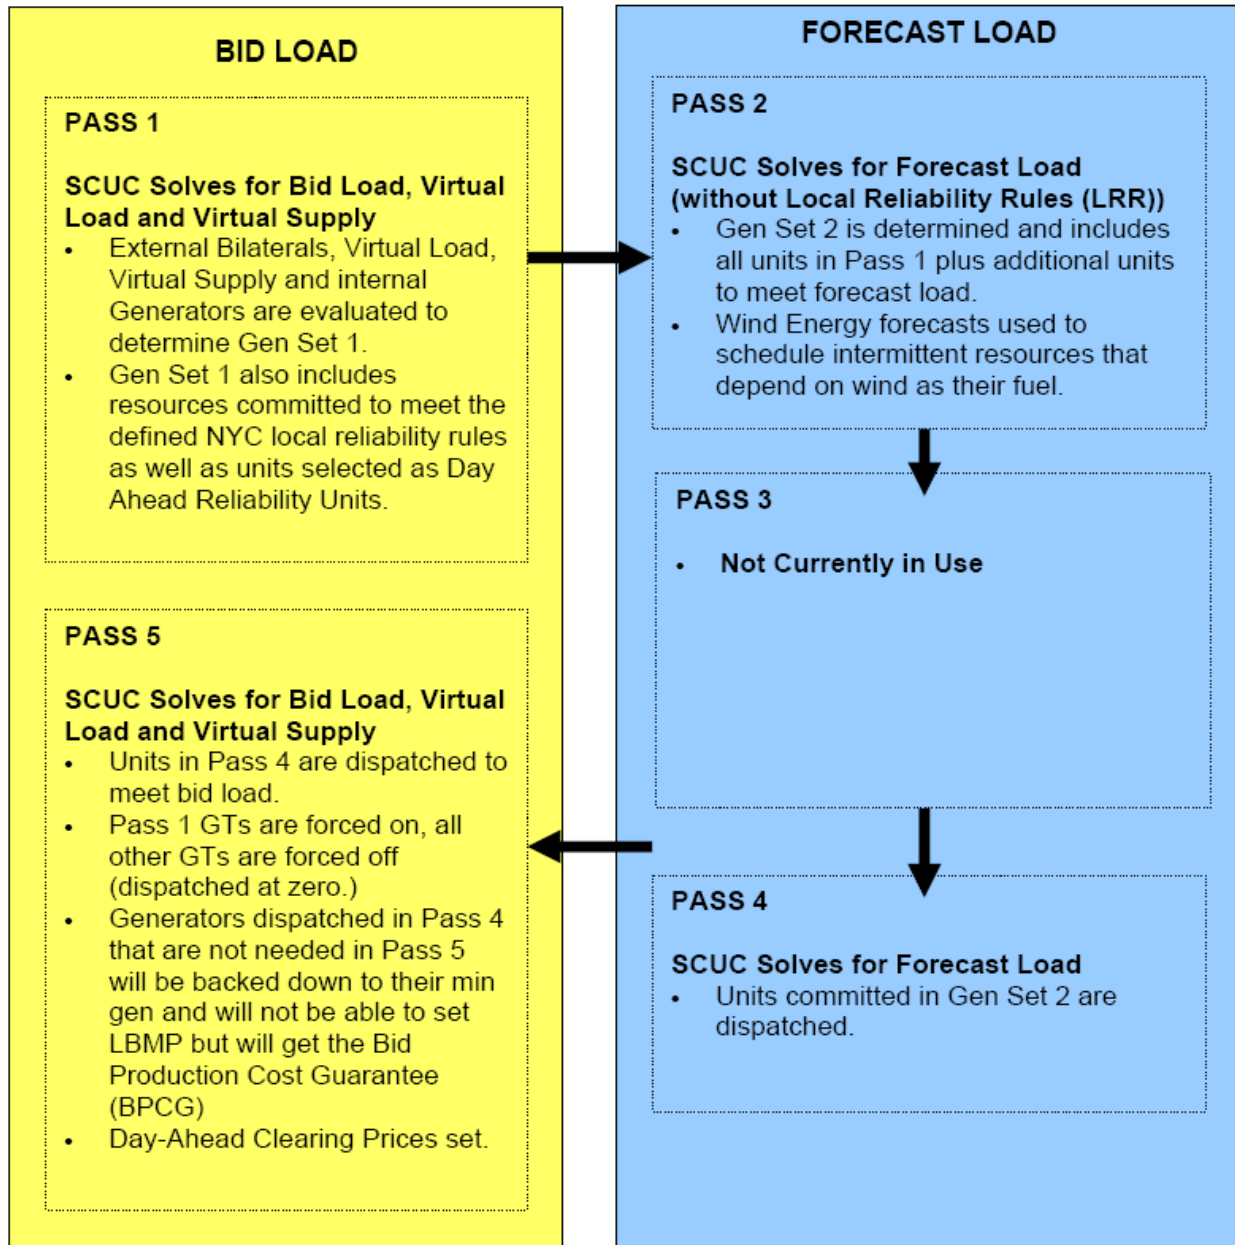 BID LOAD
PASS 1
SCUC Solves for Bid Load, Virtual
Load and Virtual Supply
• External Bilaterals, Virtual Load,
Virtual Supply and internal
Generators are evaluated to
determine Gen Set 1.
• Gen Set 1 also includes
resources committed to meet the
defined NYC local reliability rules
as well as units selected as Day
Ahead Reliability Units.
FORECAST LOAD
PASS 2
SCUC Solves for Forecast Load
(without Local Reliability Rules (LRR))
• Gen Set 2 is determined and includes
all units in Pass 1 plus additional units
to meet forecast load.
• Wind Energy forecasts used to
schedule intermittent resources that
depend on wind as their fuel.
PASS 3
• Not Currently in Use
PASS 4
SCUC Solves for Forecast Load
• Units committed in Gen Set 2 are
dispatched.
PASS 5
SCUC Solves for Bid Load, Virtual
Load and Virtual Supply
• Units in Pass 4 are dispatched to
meet bid load.
• Pass 1 GTs are forced on, all
other GTs are forced off
(dispatched at zero.)
• Generators dispatched in Pass 4
that are not needed in Pass 5
will be backed down to their min
gen and will not be able to set
LBMP but will get the Bid
Production Cost Guarantee
(BPCG)
• Day-Ahead Clearing Prices set.